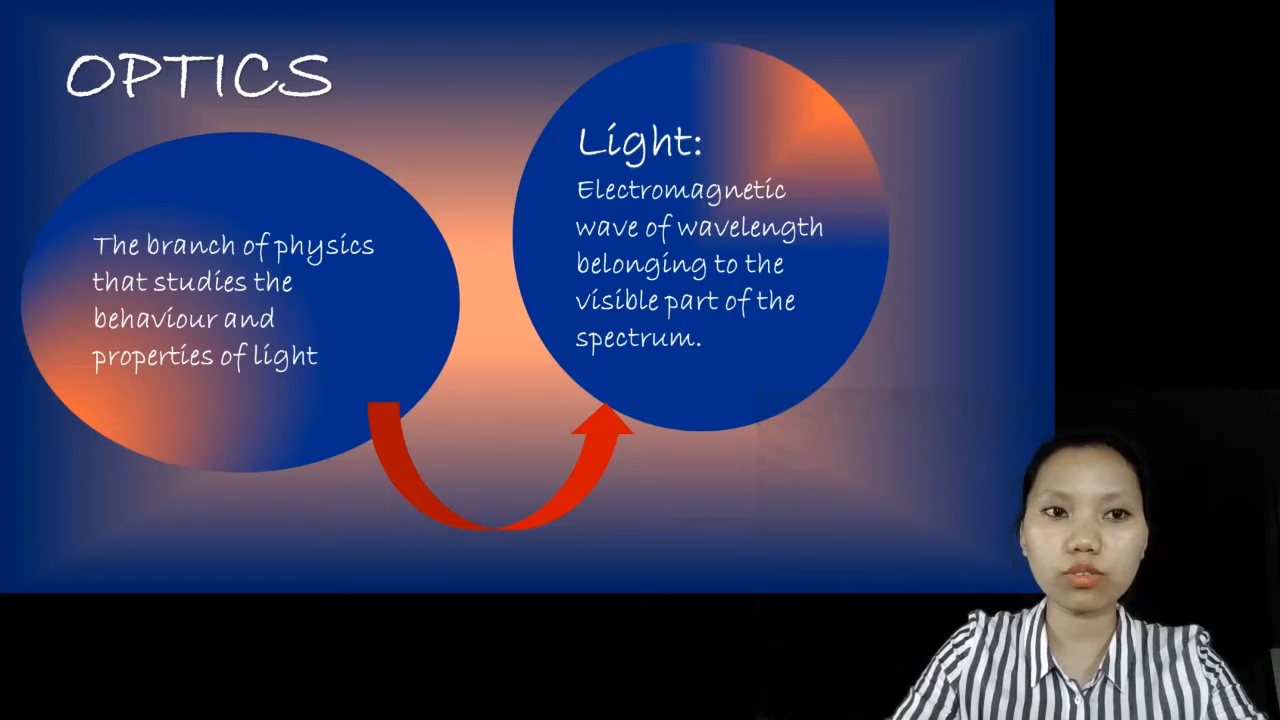 OPTICS
The branch of physics
that studies the
behaviour and
properties of light
Light:
Electromagnetic
wave of wavelength
belonging to the
visible part of the
spectrum.